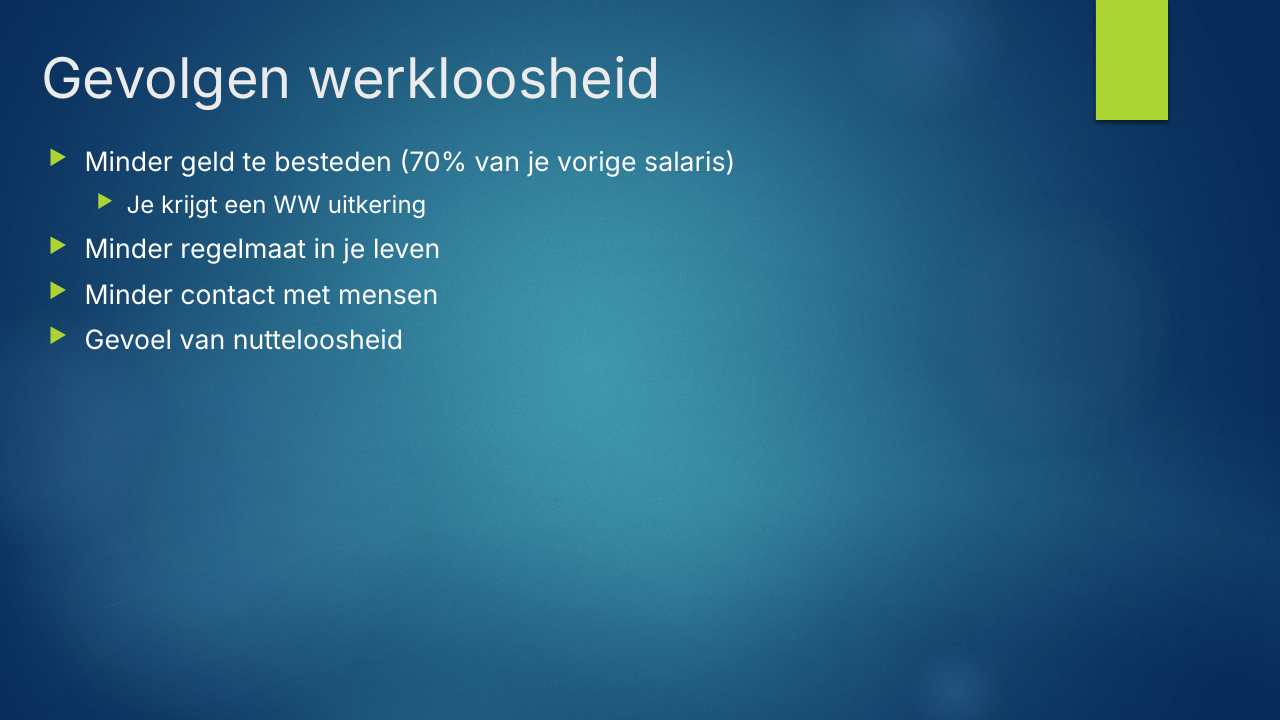 Gevolgen werkloosheid
Minder geld te besteden (70% van je vorige salaris)
Je krijgt een WW uitkering
Minder regelmaat in je leven
Minder contact met mensen
Gevoel van nutteloosheid